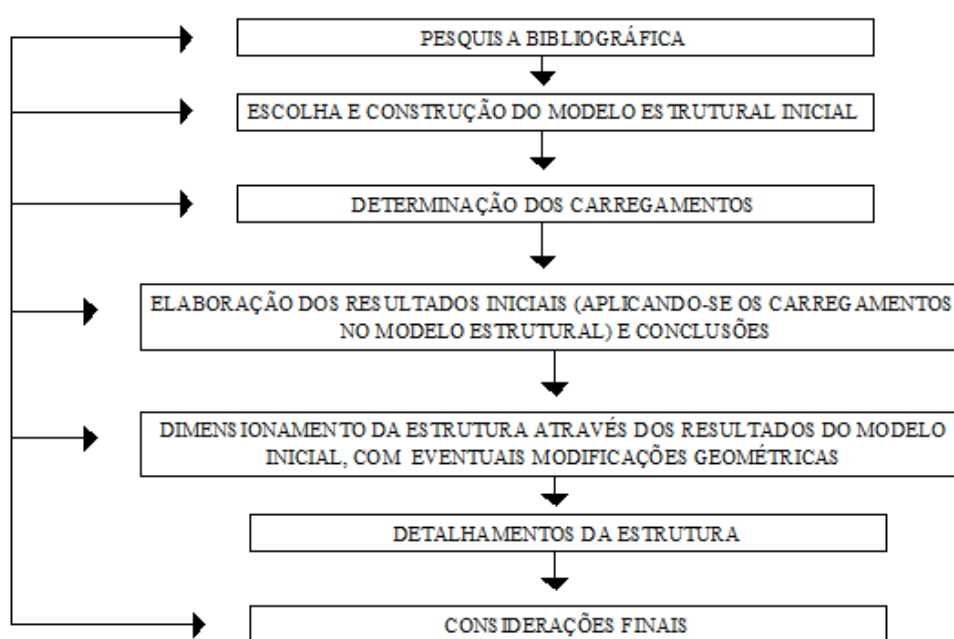 PESQUISA BIBLIOGRÁFICA
ESCOLHA E CONSTRUÇÃO DO MODELO ESTRUTURAL INICIAL
DETERMINAÇÃO DOS CARREGAMENTOS
ELABORAÇÃO DOS RESULTADOS INICIAIS (APLICANDO-SE OS CARREGAMENTOS
NO MODELO ESTRUTURAL) E CONCLUSÕES
DIMENSIONAMENTO DA ESTRUTURA ATRAVÉS DOS RESULTADOS DO MODELO
INICIAL, COM EVENTUAIS MODIFICAÇÕES GEOMÉTRICAS
DETALHAMENTOS DA ESTRUTURA
CONSIDERAÇÕES FINAIS